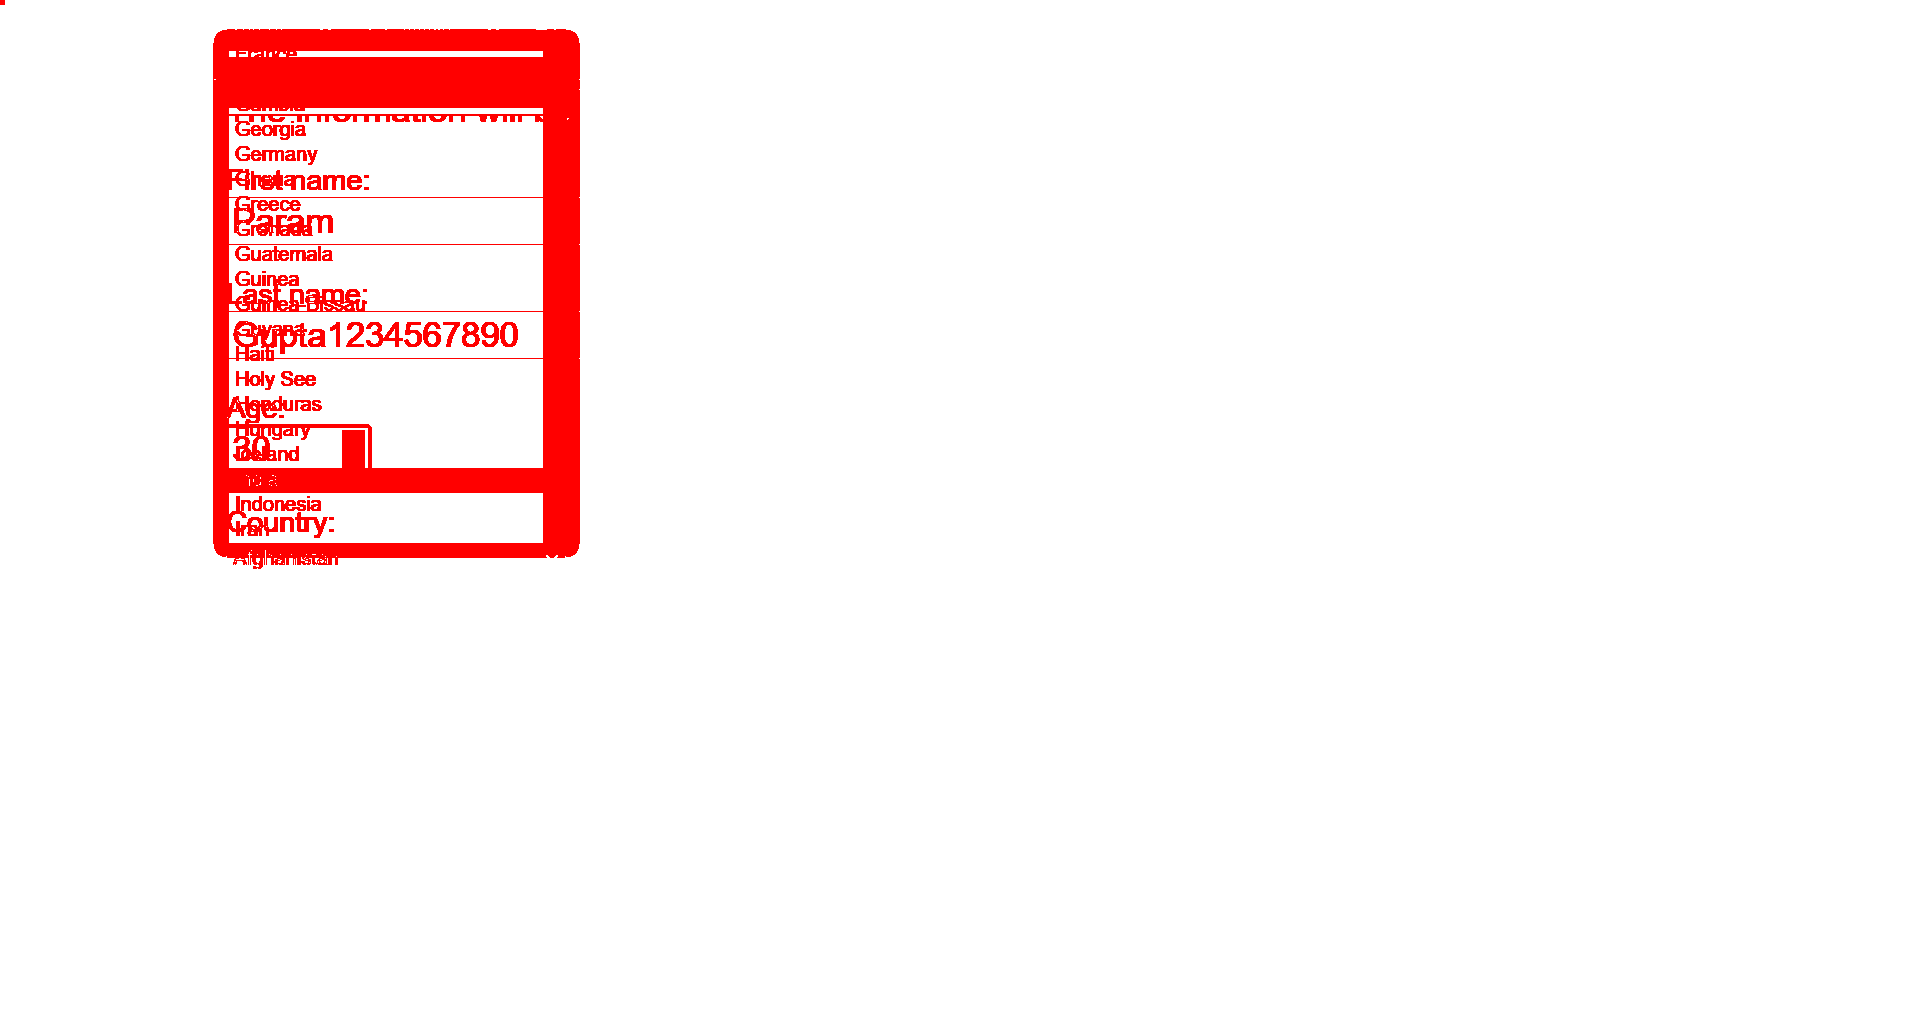 France
Gambia
The information will b
Georgia
Germany
Ghana
First name:
Greece
Param
Grenada
Guatemala
Guinea
Last name:
Guinea-Bissau
Guyana
Gupta1234567890
Haiti
Holy See
Honduras
Age:
Hungary
30
Iceland
India
Indonesia
Country:
Iran
Afghanistan